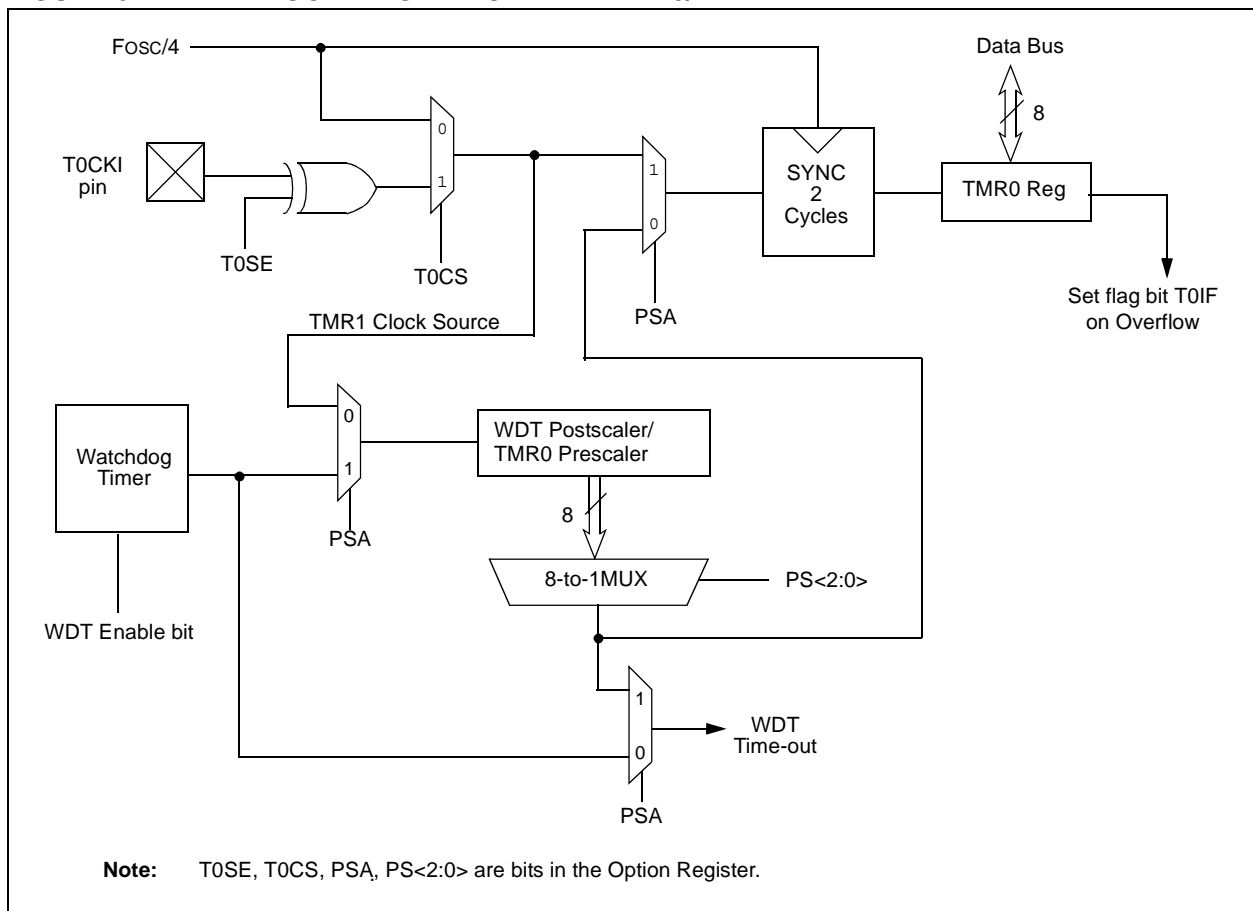 FOSC/4
Data Bus
8
T0CKI
pin
0
1
T0SE
T0CS
1
0
PSA
SYNC
2
Cycles
TMR0 Reg
Set flag bit T0IF
on Overflow
TMR1 Clock Source
Watchdog
Timer
0
1
PSA
WDT Postscaler/
TMR0 Prescaler
8
8-to-1MUX
PS<2:0>
WDT Enable bit
1
0
WDT
Time-out
PSA
Note: T0SE, T0CS, PSA, PS<2:0> are bits in the Option Register.